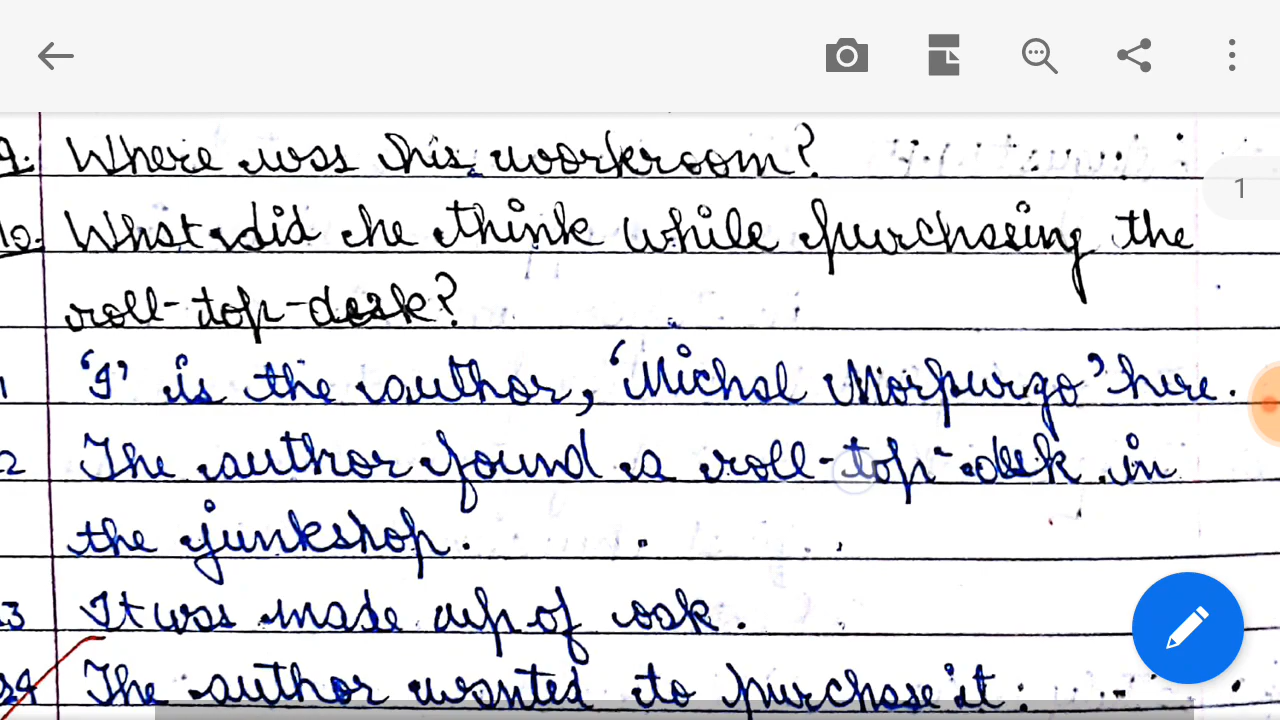 1
9. Where was his workroom?
10. What did he think while purchasing the
roll-top-desk?
1 'I' is the author, 'Michal Morpurgo' here.
2 The author found a roll-top-desk in
the junkshop.
3 It was made up of oak.
4 The author wanted to purchase it.